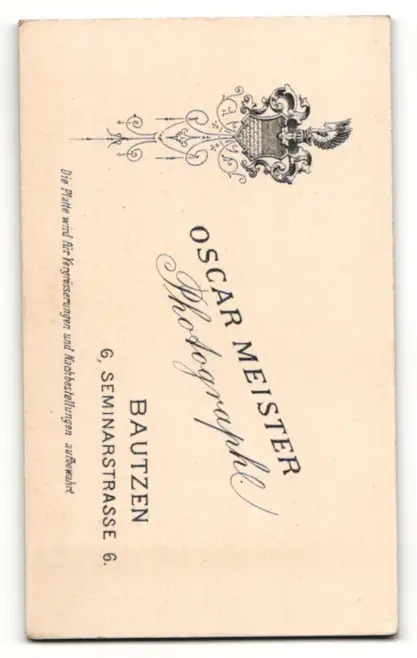 OSCAR MEISTER
Photograph.
BAUTZEN
6, SEMINARSTRASSE 6.
Die Platte wird für Vergrösserungen und Nachbestellungen aufbewahrt.